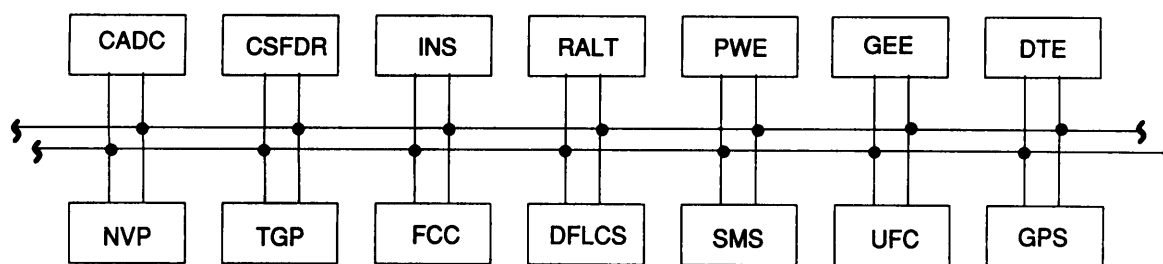 CADC CSFDR INS RALT PWE GEE DTE
NVP TGP FCC DFLCS SMS UFC GPS